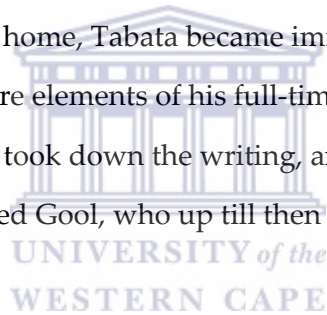 home, Tabata became im
re elements of his full-tim
took down the writing, a
ed Gool, who up till then
UNIVERSITY of the
WESTERN CAPE